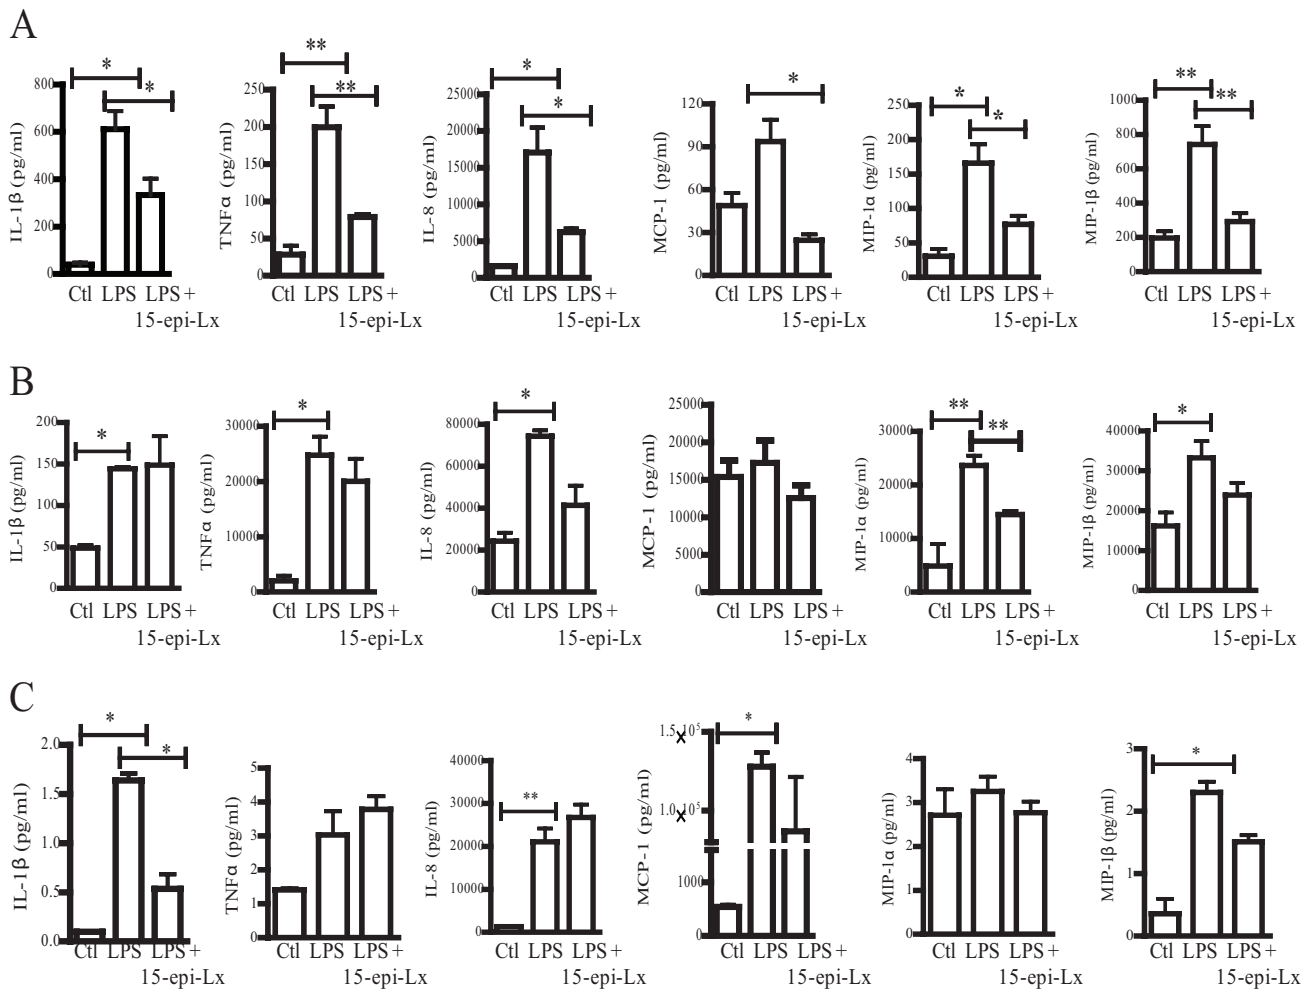 A
* * ** ** * * * * * ** **
IL-1β (pg/ml) 800 600 400 200 0
TNFα (pg/ml) 250 200 150 100 50 0
IL-8 (pg/ml) 25000 20000 15000 10000 5000 0
MCP-1 (pg/ml) 120 90 60 30 0
MIP-1α (pg/ml) 250 200 150 100 50 0
MIP-1β (pg/ml) 1000 800 600 400 200 0
Ctl LPS LPS + Ctl LPS LPS + Ctl LPS LPS + Ctl LPS LPS + Ctl LPS LPS + Ctl LPS LPS +
15-epi-Lx 15-epi-Lx 15-epi-Lx 15-epi-Lx 15-epi-Lx 15-epi-Lx
B
* * * ** ** *
IL-1β (pg/ml) 200 150 100 50 0
TNFα (pg/ml) 30000 20000 10000 0
IL-8 (pg/ml) 80000 60000 40000 20000 0
MCP-1 (pg/ml) 25000 20000 15000 10000 5000 0
MIP-1α (pg/ml) 30000 20000 10000 0
MIP-1β (pg/ml) 40000 30000 20000 10000 0
Ctl LPS LPS + Ctl LPS LPS + Ctl LPS LPS + Ctl LPS LPS + Ctl LPS LPS + Ctl LPS LPS +
15-epi-Lx 15-epi-Lx 15-epi-Lx 15-epi-Lx 15-epi-Lx 15-epi-Lx
C
* * ** * *
IL-1β (pg/ml) 2.0 1.5 1.0 0.5 0.0
TNFα (pg/ml) 5 4 3 2 1 0
IL-8 (pg/ml) 40000 30000 20000 10000 0
MCP-1 (pg/ml) 1.5×10⁵ 1.0×10⁵ 1000 0
MIP-1α (pg/ml) 4 3 2 1 0
MIP-1β (pg/ml) 3 2 1 0
Ctl LPS LPS + Ctl LPS LPS + Ctl LPS LPS + Ctl LPS LPS + Ctl LPS LPS + Ctl LPS LPS +
15-epi-Lx 15-epi-Lx 15-epi-Lx 15-epi-Lx 15-epi-Lx 15-epi-Lx